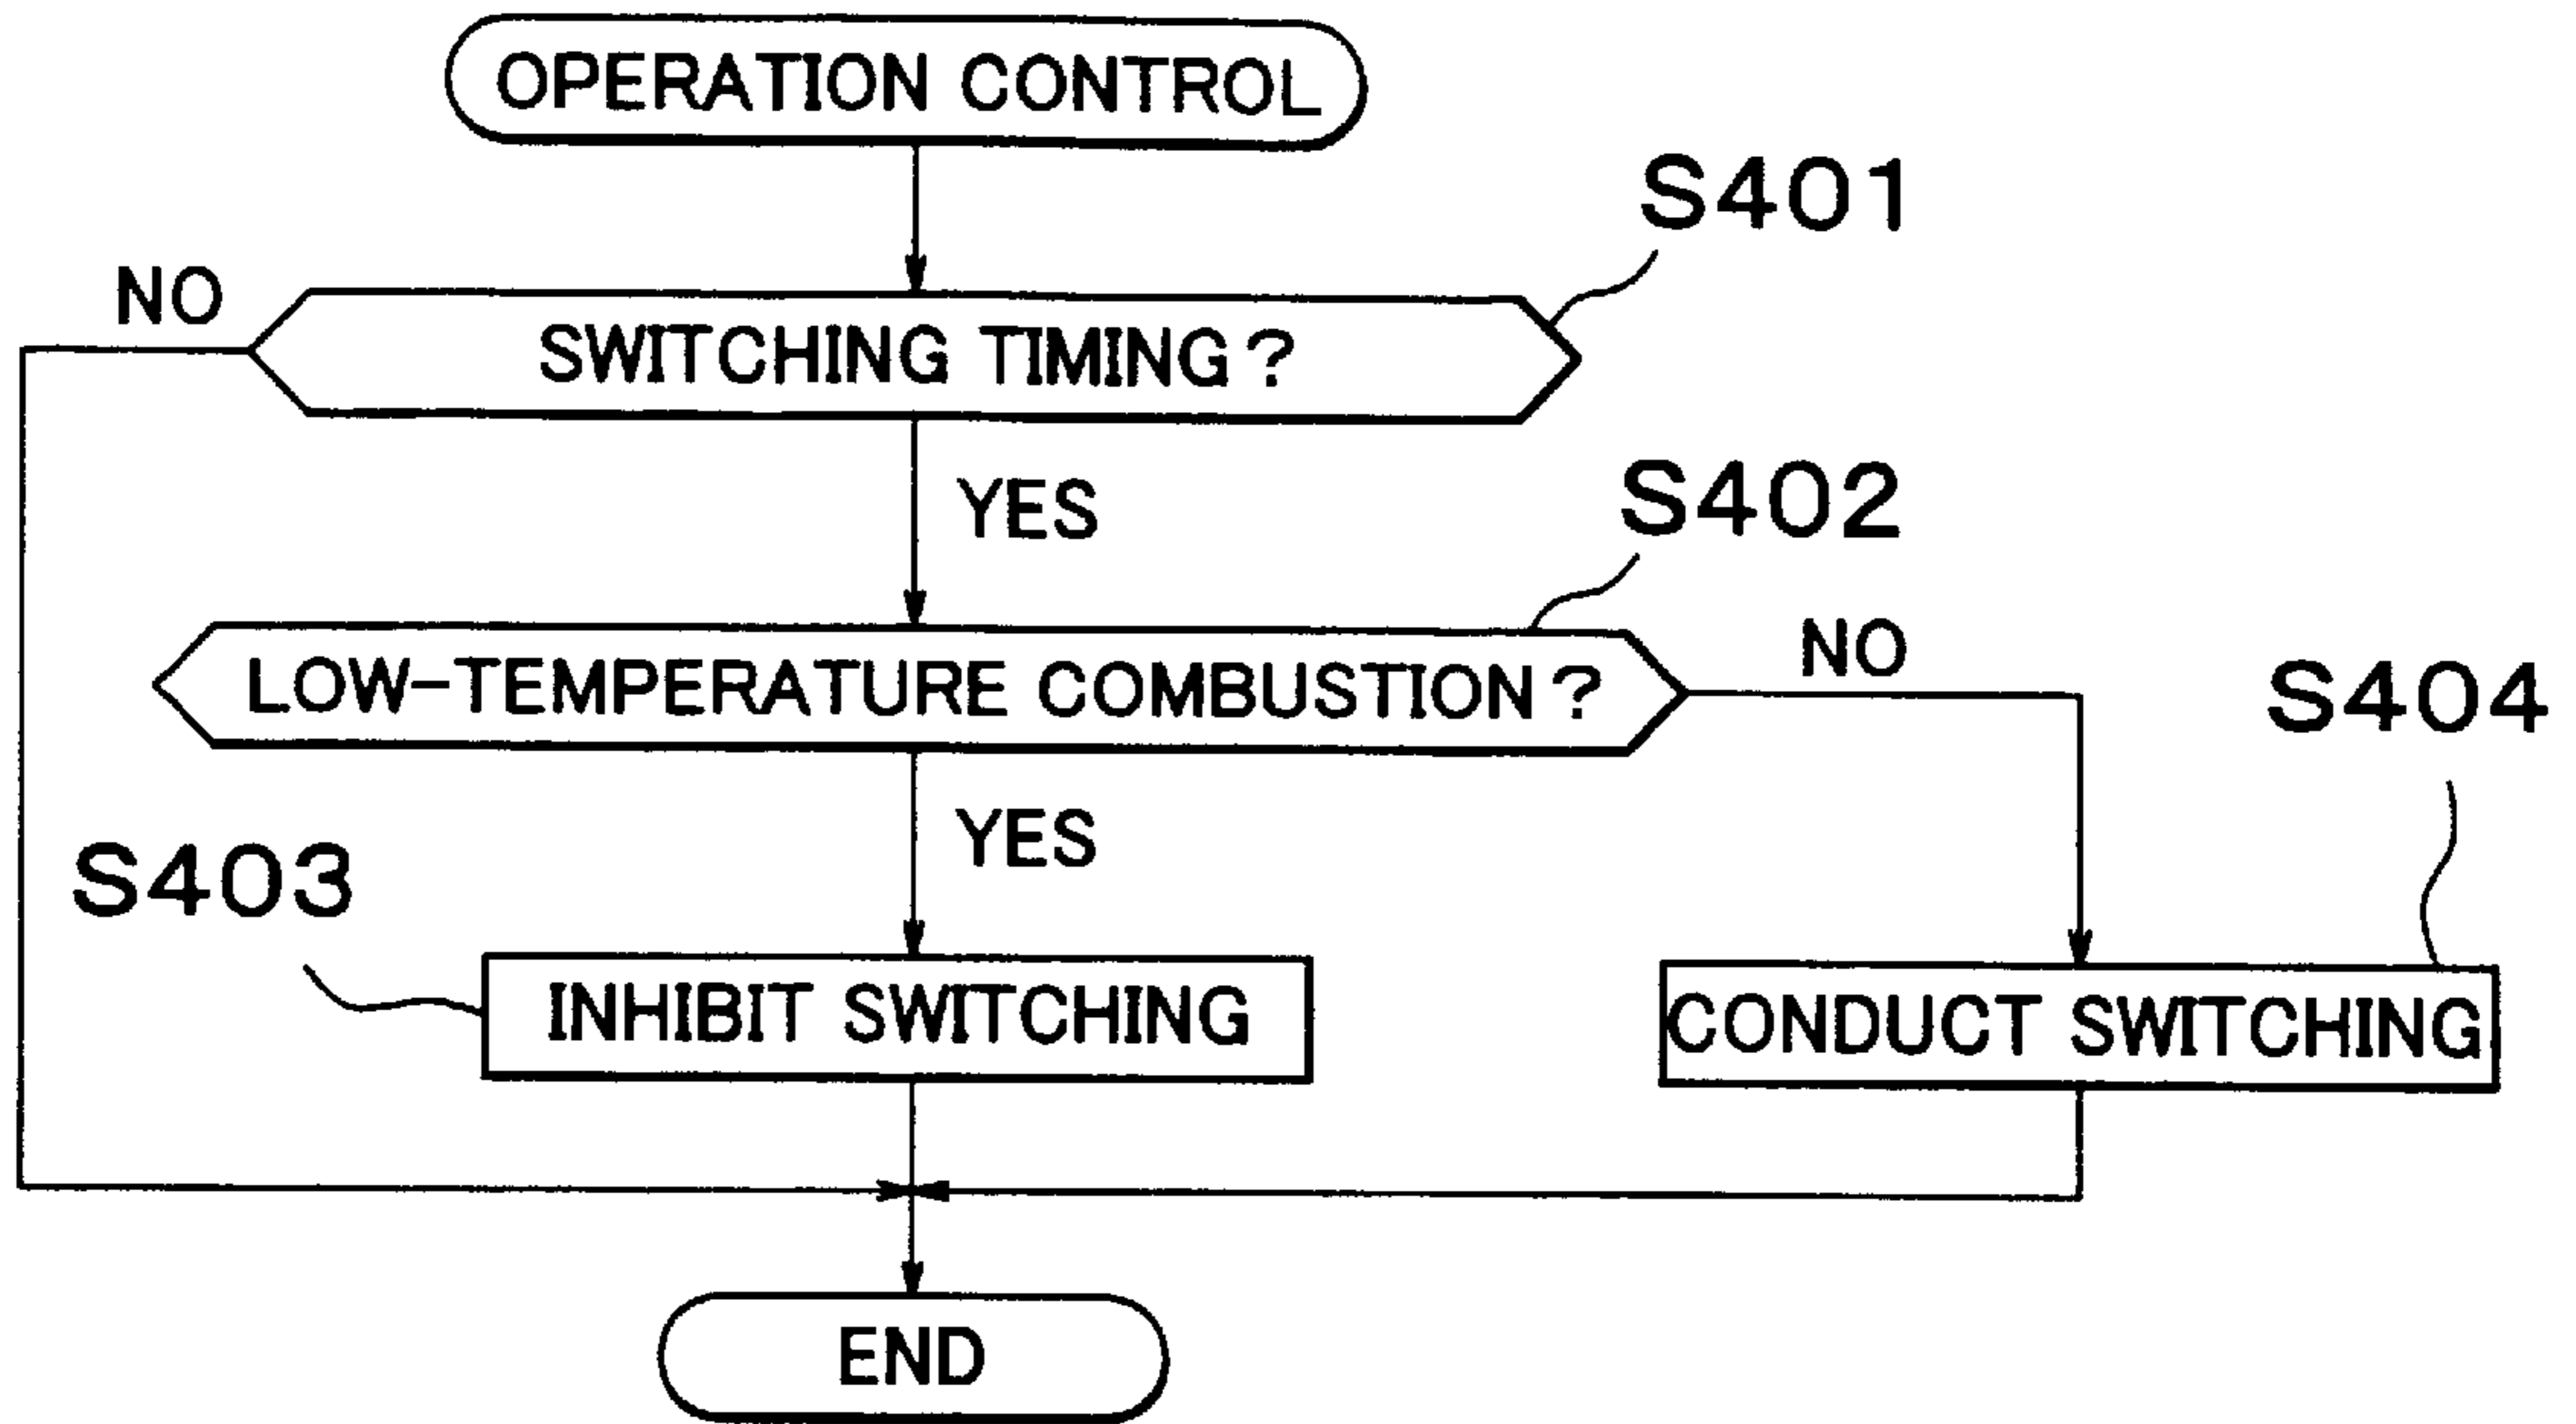 OPERATION CONTROL
S401
NO
SWITCHING TIMING?
YES
S402
LOW-TEMPERATURE COMBUSTION?
NO
S404
YES
S403
INHIBIT SWITCHING
CONDUCT SWITCHING
END